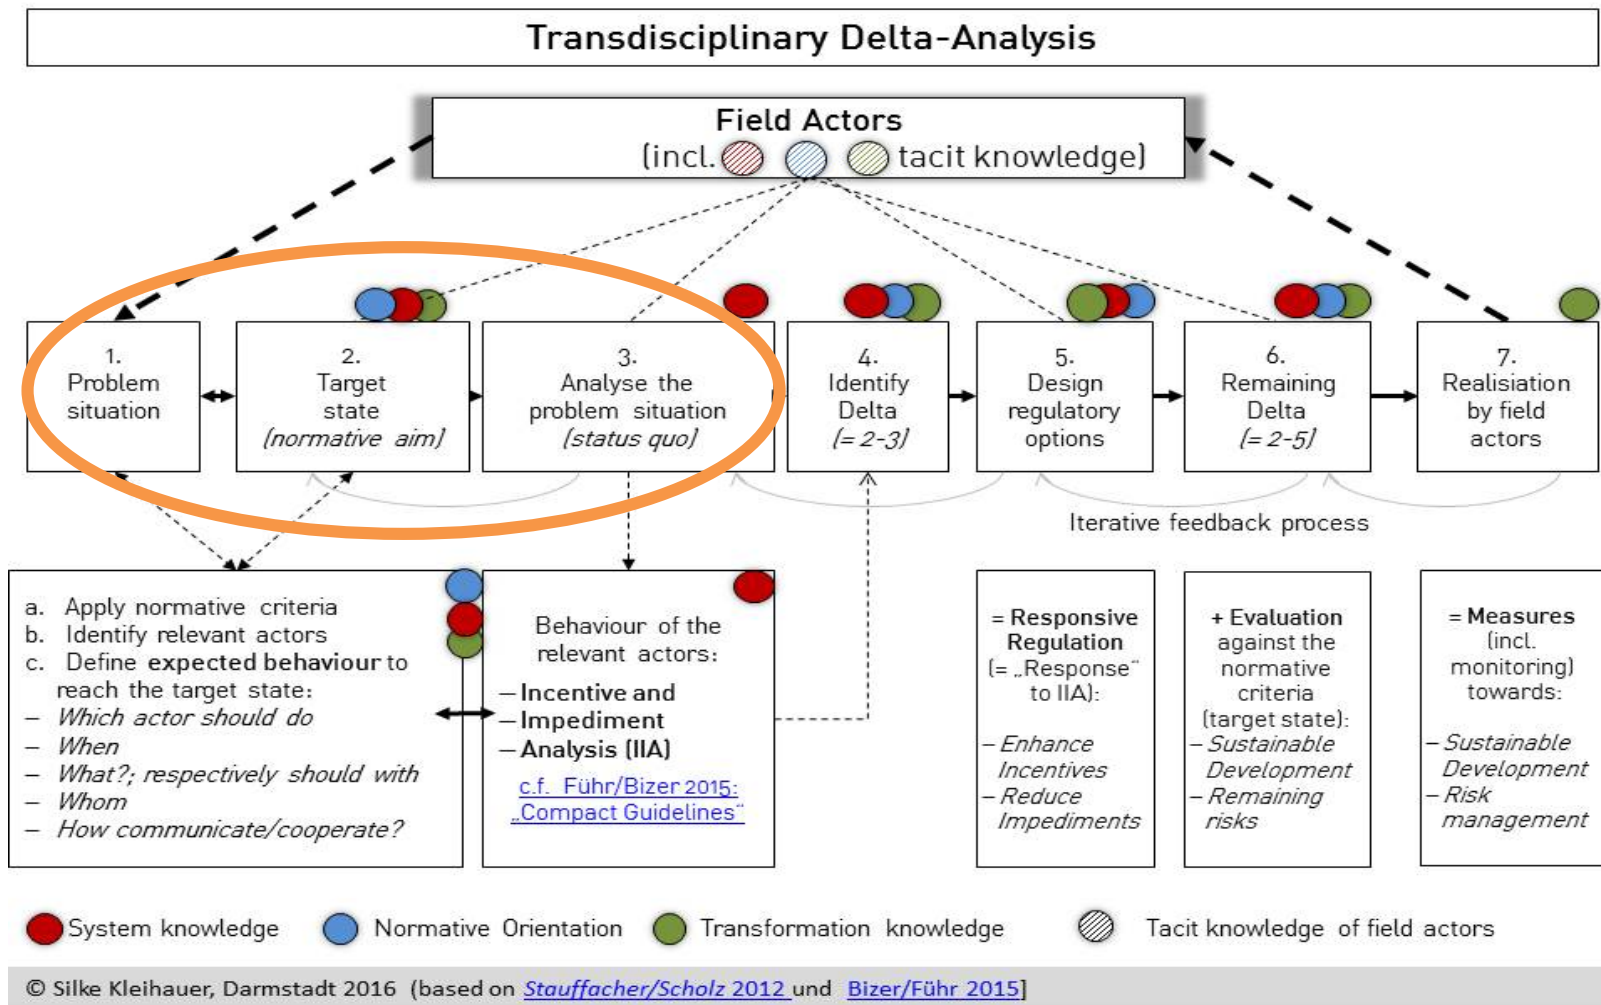 Transdisciplinary Delta-Analysis
Field Actors
(incl. tacit knowledge)
1.
Problem
situation
2.
Target
state
(normative aim)
3.
Analyse the
problem situation
(status quo)
4.
Identify
Delta
(= 2-3)
5.
Design
regulatory
options
6.
Remaining
Delta
(= 2-5)
7.
Realisiation
by field
actors
Iterative feedback process
a. Apply normative criteria
b. Identify relevant actors
c. Define expected behaviour to
reach the target state:
– Which actor should do
– When
– What?; respectively should with
– Whom
– How communicate/cooperate?
Behaviour of the
relevant actors:
– Incentive and
– Impediment
– Analysis (IIA)
c.f. Führ/Bizer 2015:
„Compact Guidelines“
= Responsive
Regulation
(= „Response“
to IIA):
– Enhance
Incentives
– Reduce
Impediments
+ Evaluation
against the
normative
criteria
(target state):
– Sustainable
Development
– Remaining
risks
= Measures
(incl.
monitoring)
towards:
– Sustainable
Development
– Risk
management
System knowledge
Normative Orientation
Transformation knowledge
Tacit knowledge of field actors
© Silke Kleihauer, Darmstadt 2016 (based on Stauffacher/Scholz 2012 und Bizer/Führ 2015]